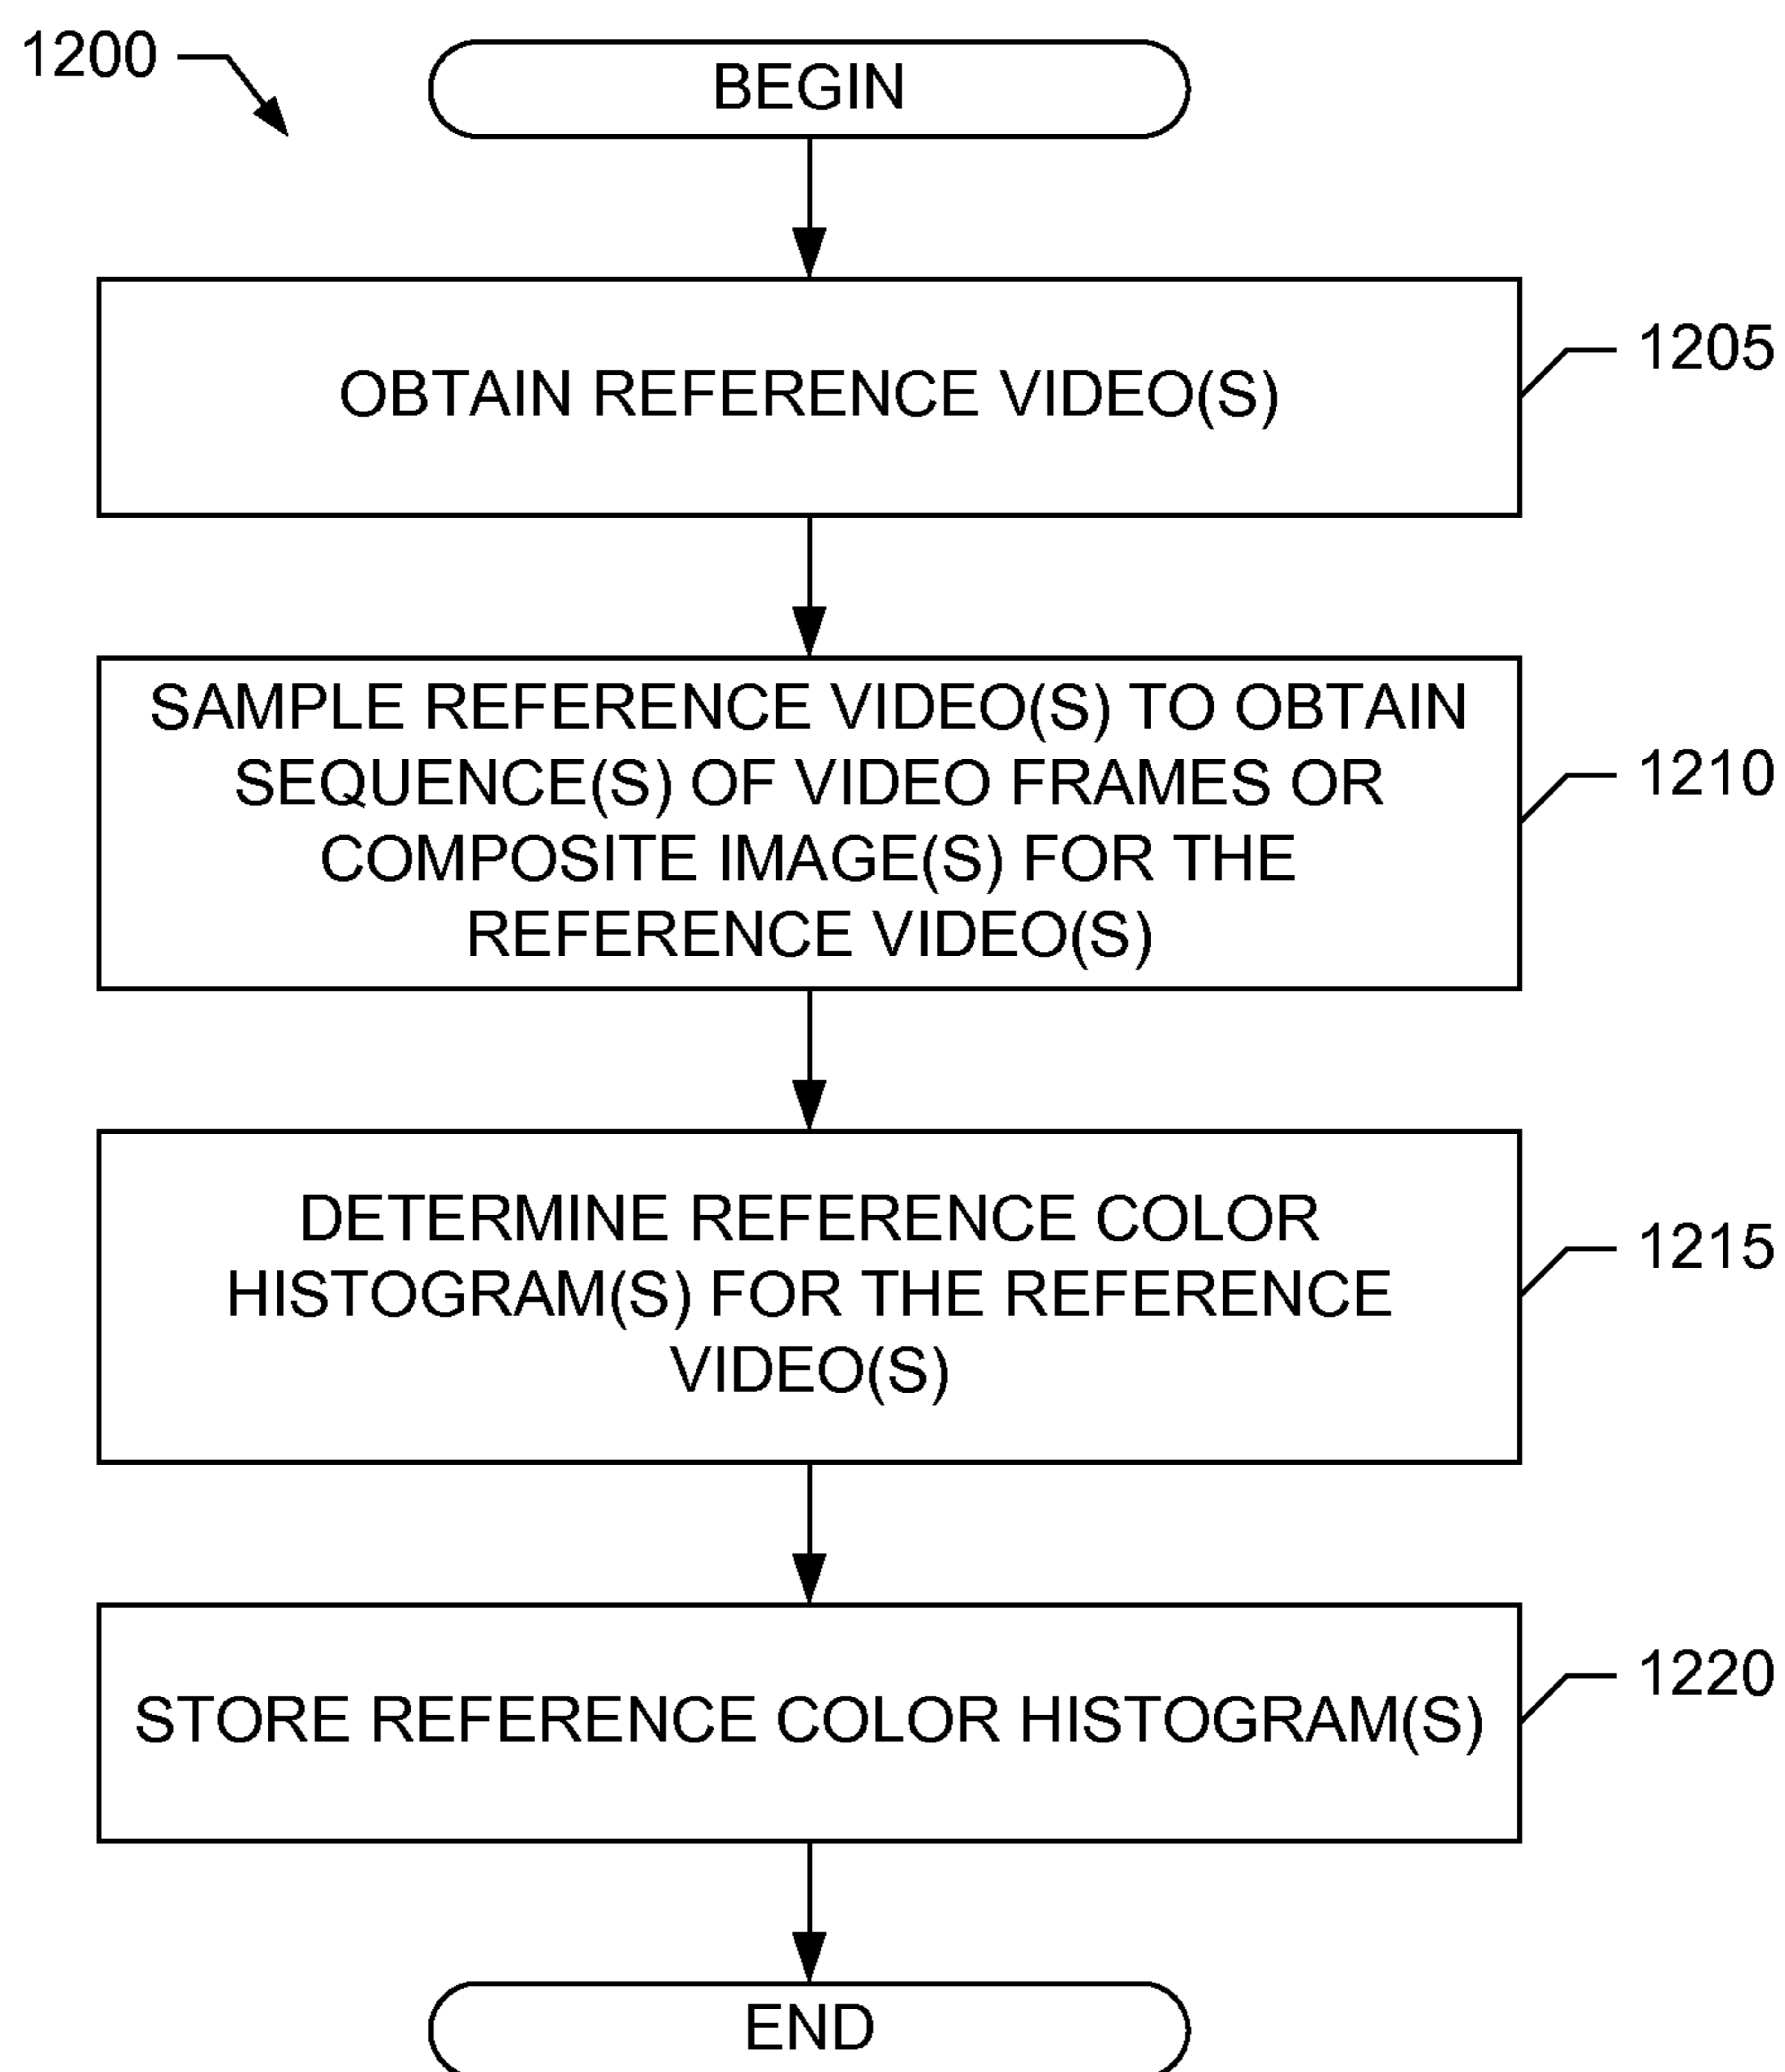 1200
BEGIN
OBTAIN REFERENCE VIDEO(S)
1205
SAMPLE REFERENCE VIDEO(S) TO OBTAIN
SEQUENCE(S) OF VIDEO FRAMES OR
COMPOSITE IMAGE(S) FOR THE
REFERENCE VIDEO(S)
1210
DETERMINE REFERENCE COLOR
HISTOGRAM(S) FOR THE REFERENCE
VIDEO(S)
1215
STORE REFERENCE COLOR HISTOGRAM(S)
1220
END